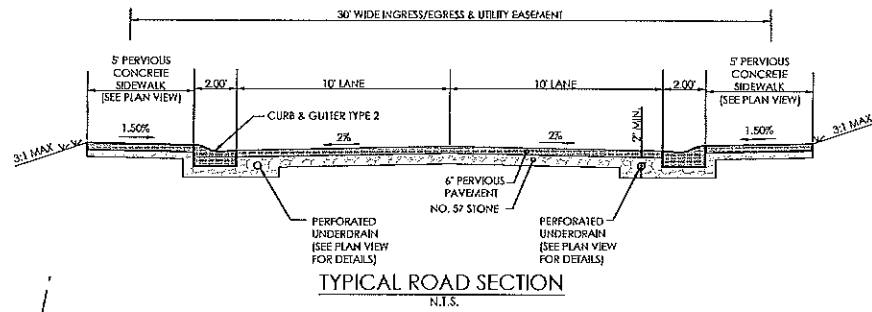 30' WIDE INGRESS/EGRESS & UTILITY EASEMENT
5' PERVIOUS
CONCRETE
SIDEWALK
(SEE PLAN VIEW)
2.00'
10' LANE
10' LANE
2.00'
5' PERVIOUS
CONCRETE
SIDEWALK
(SEE PLAN VIEW)
CURB & GUTTER TYPE 2
3:1 MAX
1.50%
2%
2%
2" MIN.
1.50%
3:1 MAX
6" PERVIOUS
PAVEMENT
NO. 57 STONE
PERFORATED
UNDERDRAIN
(SEE PLAN VIEW
FOR DETAILS)
PERFORATED
UNDERDRAIN
(SEE PLAN VIEW
FOR DETAILS)
TYPICAL ROAD SECTION
N.T.S.